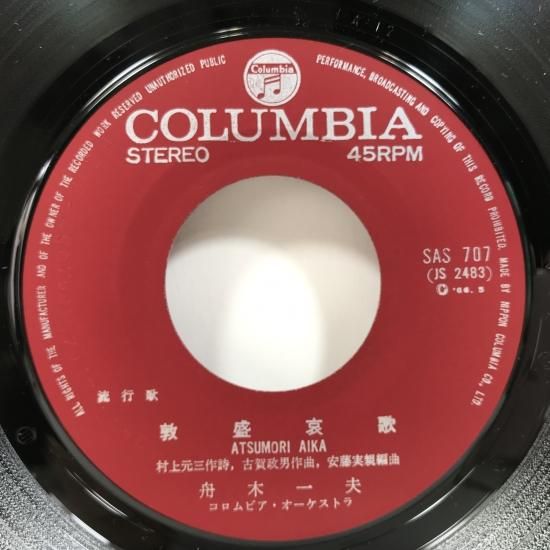 ALL RIGHTS OF THE MANUFACTURER AND OF THE OWNER OF THE RECORDED WORK RESERVED UNAUTHORIZED PUBLIC PERFORMANCE, BROADCASTING AND COPYING OF THIS RECORD PROHIBITED. MADE BY NIPPON COLUMBIA CO., LTD.
Columbia
COLUMBIA
STEREO 45RPM
SAS 707
(JS 2483)
© '66. 5
流行歌
敦盛哀歌
ATSUMORI AIKA
村上元三作詩, 古賀政男作曲, 安藤実親編曲
舟木一夫
コロムビア・オーケストラ